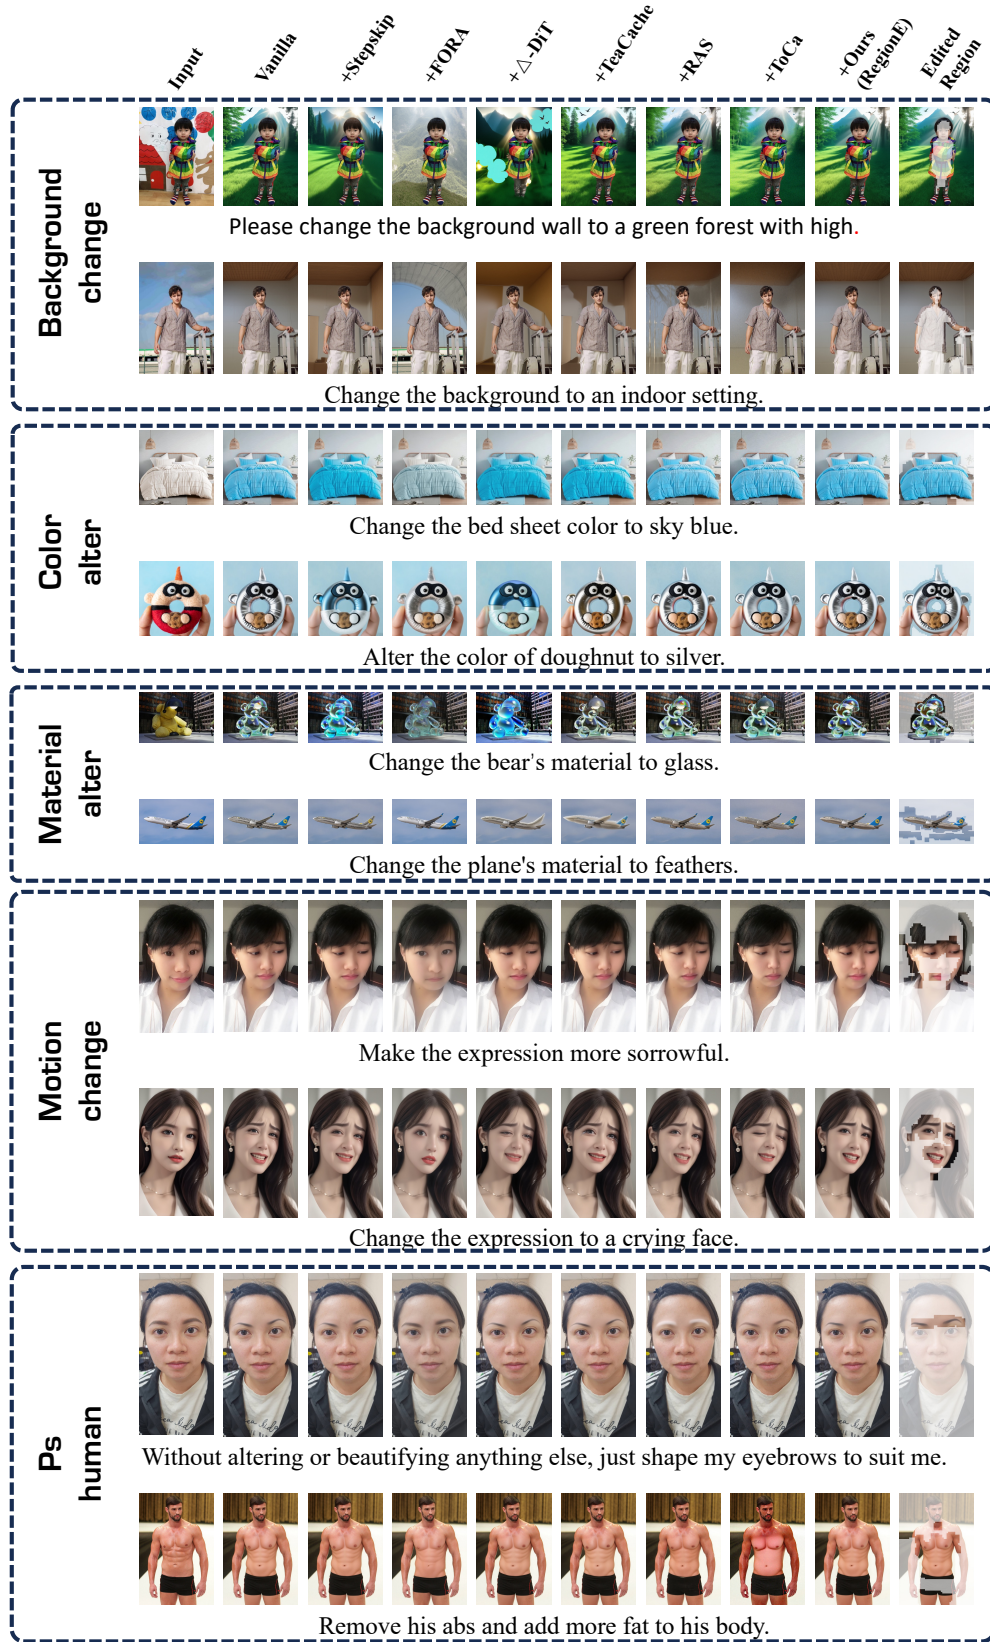 Input
Vanilla
+Stepskip
+FORA
+△-DiT
+TeaCache
+RAS
+ToCa
+Ours
(RegionE)
Edited
Region
Background
change
Please change the background wall to a green forest with high.
Change the background to an indoor setting.
Color
alter
Change the bed sheet color to sky blue.
Alter the color of doughnut to silver.
Material
alter
Change the bear's material to glass.
Change the plane's material to feathers.
Motion
change
Make the expression more sorrowful.
Change the expression to a crying face.
Ps
human
Without altering or beautifying anything else, just shape my eyebrows to suit me.
Remove his abs and add more fat to his body.